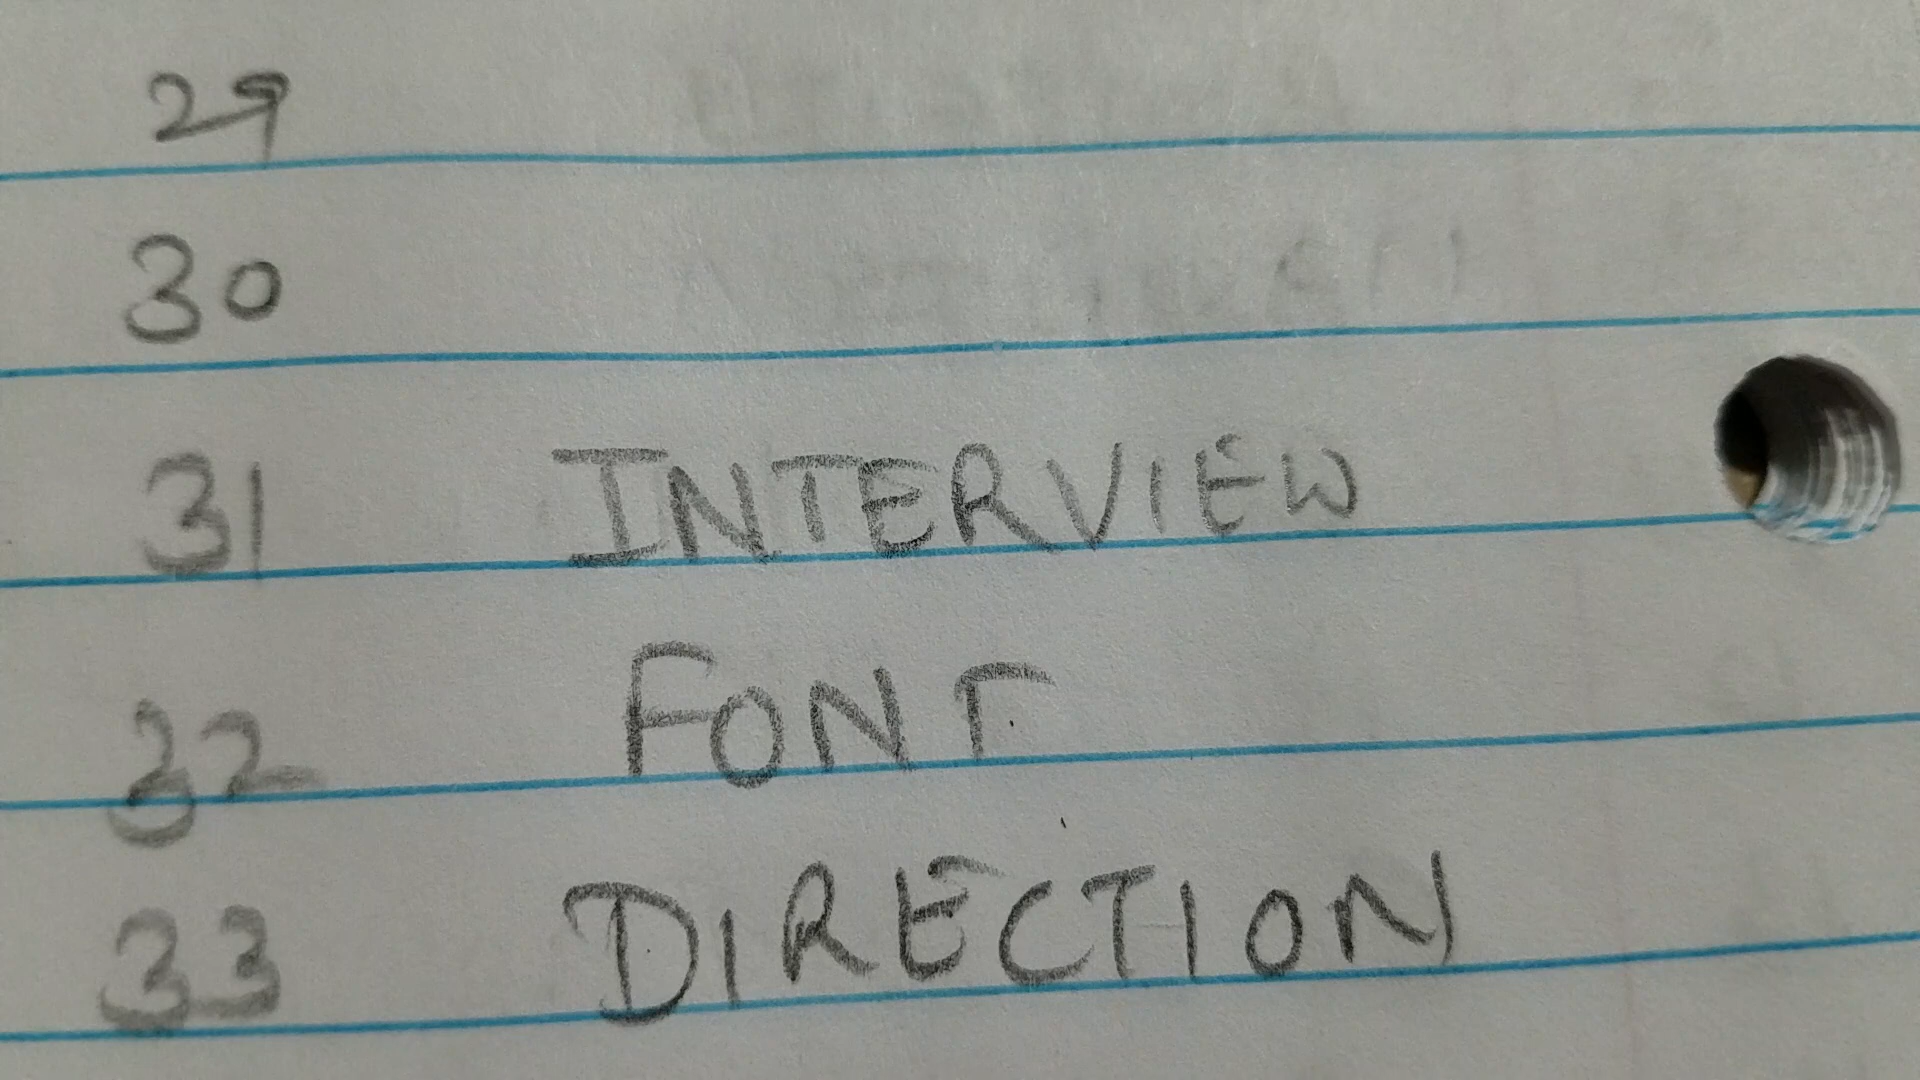 29
30
31 INTERVIEW
32 FONT
33 DIRECTION